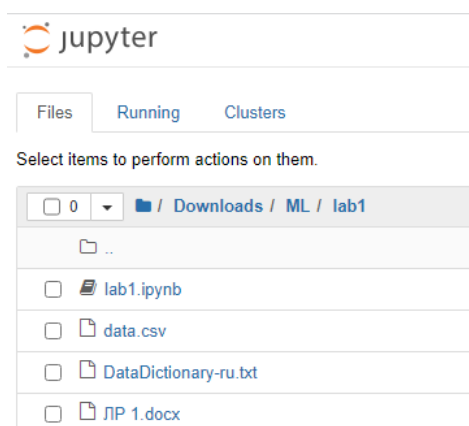 jupyter
Files Running Clusters
Select items to perform actions on them.
0 / Downloads / ML / lab1
..
lab1.ipynb
data.csv
DataDictionary-ru.txt
ЛР 1.docx